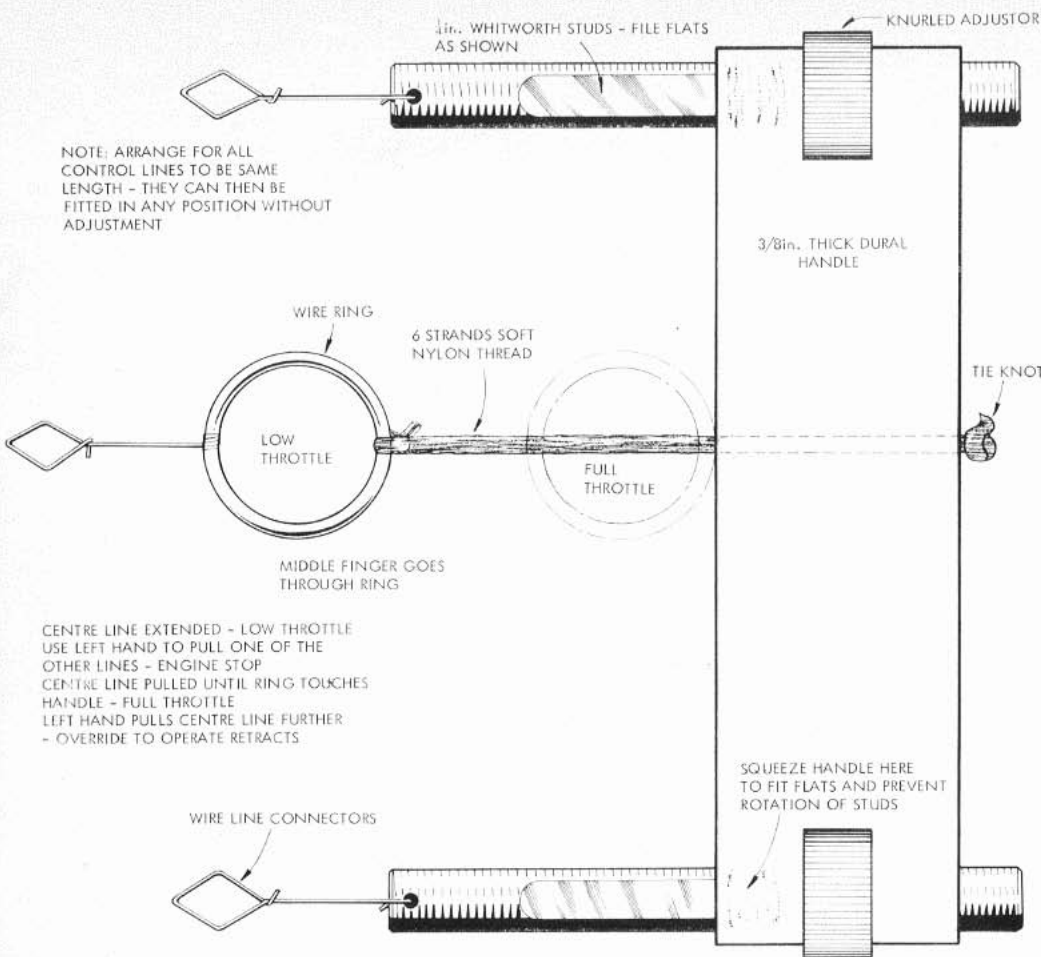 ¼in. WHITWORTH STUDS - FILE FLATS
AS SHOWN
KNURLED ADJUSTOR
NOTE: ARRANGE FOR ALL
CONTROL LINES TO BE SAME
LENGTH - THEY CAN THEN BE
FITTED IN ANY POSITION WITHOUT
ADJUSTMENT
3/8in. THICK DURAL
HANDLE
WIRE RING
6 STRANDS SOFT
NYLON THREAD
TIE KNOT
LOW
THROTTLE
FULL
THROTTLE
MIDDLE FINGER GOES
THROUGH RING
CENTRE LINE EXTENDED - LOW THROTTLE
USE LEFT HAND TO PULL ONE OF THE
OTHER LINES - ENGINE STOP
CENTRE LINE PULLED UNTIL RING TOUCHES
HANDLE - FULL THROTTLE
LEFT HAND PULLS CENTRE LINE FURTHER
- OVERRIDE TO OPERATE RETRACTS
SQUEEZE HANDLE HERE
TO FIT FLATS AND PREVENT
ROTATION OF STUDS
WIRE LINE CONNECTORS